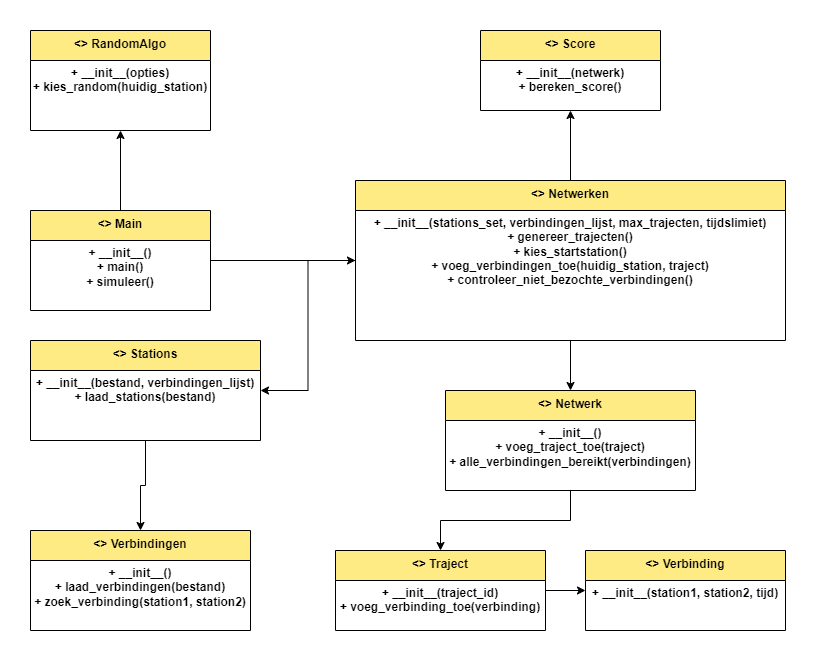 <> RandomAlgo
+ __init__(opties)
+ kies_random(huidig_station)
<> Score
+ __init__(netwerk)
+ bereken_score()
<> Main
+ __init__()
+ main()
+ simuleer()
<> Netwerken
+ __init__(stations_set, verbindingen_lijst, max_trajecten, tijdslimiet)
+ genereer_trajecten()
+ kies_startstation()
+ voeg_verbindingen_toe(huidig_station, traject)
+ controleer_niet_bezochte_verbindingen()
<> Stations
+ __init__(bestand, verbindingen_lijst)
+ laad_stations(bestand)
<> Netwerk
+ __init__()
+ voeg_traject_toe(traject)
+ alle_verbindingen_bereikt(verbindingen)
<> Verbindingen
+ __init__()
+ laad_verbindingen(bestand)
+ zoek_verbinding(station1, station2)
<> Traject
+ __init__(traject_id)
+ voeg_verbinding_toe(verbinding)
<> Verbinding
+ __init__(station1, station2, tijd)